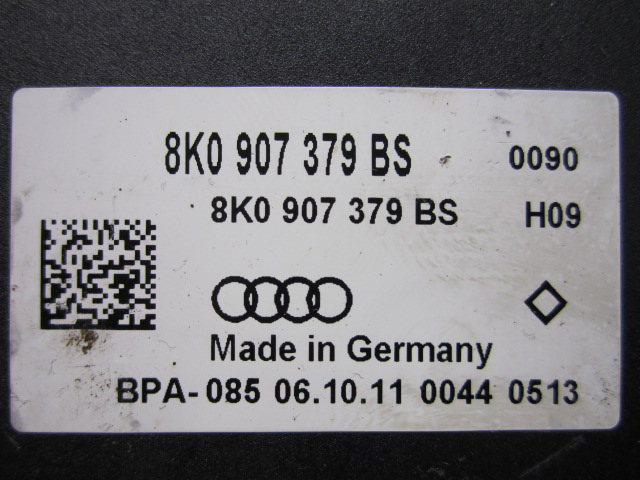 8K0 907 379 BS 0090
8K0 907 379 BS H09
Made in Germany
BPA-085 06.10.11 0044 0513